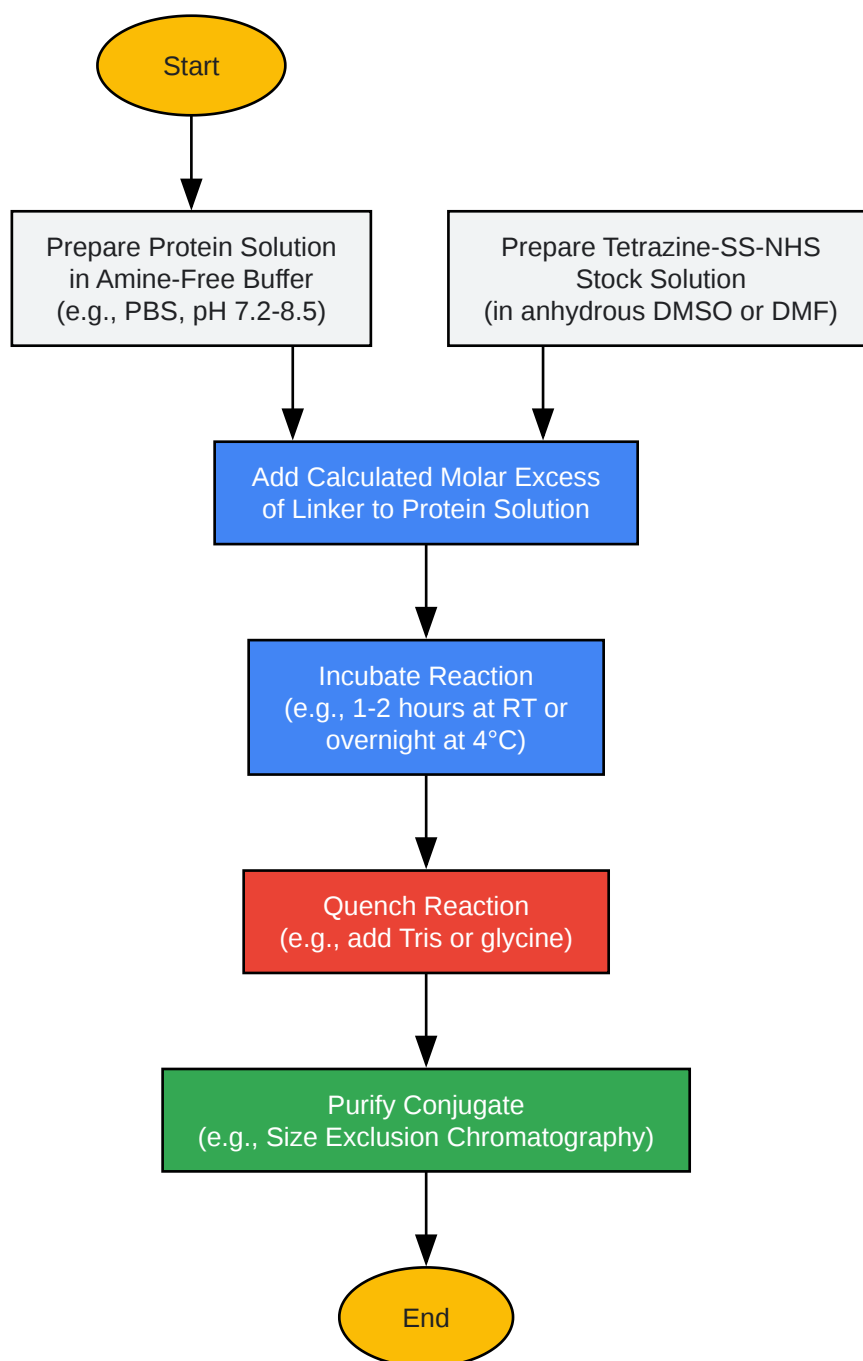 Start
Prepare Protein Solution
in Amine-Free Buffer
(e.g., PBS, pH 7.2-8.5)
Prepare Tetrazine-SS-NHS
Stock Solution
(in anhydrous DMSO or DMF)
Add Calculated Molar Excess
of Linker to Protein Solution
Incubate Reaction
(e.g., 1-2 hours at RT or
overnight at 4°C)
Quench Reaction
(e.g., add Tris or glycine)
Purify Conjugate
(e.g., Size Exclusion Chromatography)
End